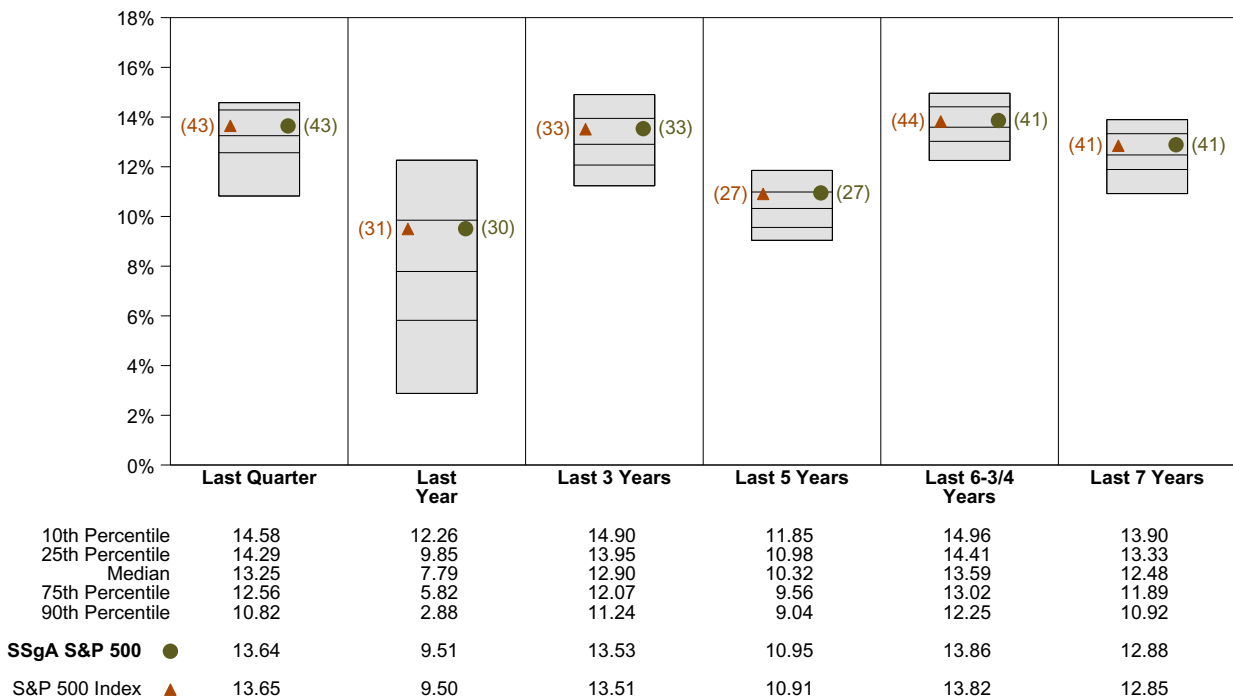 18%
16%
14%
12%
10%
8%
6%
4%
2%
0%
(43) (43)
(31) (30)
(33) (33)
(27) (27)
(44) (41)
(41) (41)
Last Quarter Last Year Last 3 Years Last 5 Years Last 6-3/4 Years Last 7 Years
10th Percentile 14.58 12.26 14.90 11.85 14.96 13.90
25th Percentile 14.29 9.85 13.95 10.98 14.41 13.33
Median 13.25 7.79 12.90 10.32 13.59 12.48
75th Percentile 12.56 5.82 12.07 9.56 13.02 11.89
90th Percentile 10.82 2.88 11.24 9.04 12.25 10.92
SSgA S&P 500 13.64 9.51 13.53 10.95 13.86 12.88
S&P 500 Index 13.65 9.50 13.51 10.91 13.82 12.85